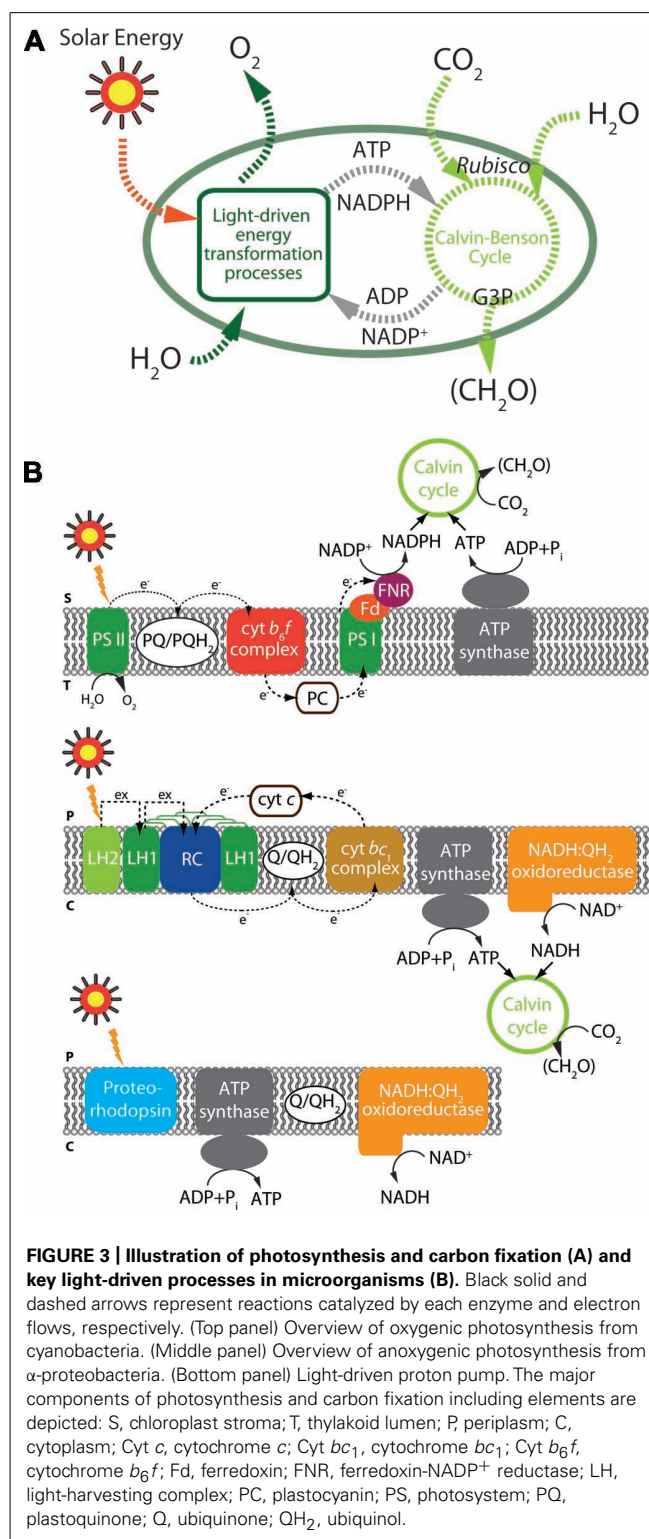 A
Solar Energy
O₂
CO₂
H₂O
ATP
NADPH
Rubisco
Light-driven
energy
transformation
processes
Calvin-Benson
Cycle
ADP
NADP⁺
G3P
H₂O
(CH₂O)
B
Calvin
cycle
(CH₂O)
CO₂
NADP⁺
NADPH
ATP
ADP+Pᵢ
e⁻
e⁻
e⁻
FNR
Fd
S
PS II
PQ/PQH₂
cyt b₆f
complex
PS I
ATP
synthase
T
H₂O
O₂
e⁻
PC
e⁻
ex
ex
e⁻
cyt c
e⁻
P
LH2
LH1
RC
LH1
Q/QH₂
cyt bc₁
complex
ATP
synthase
NADH:QH₂
oxidoreductase
C
e⁻
e⁻
ADP+Pᵢ
ATP
NAD⁺
NADH
Calvin
cycle
CO₂
(CH₂O)
P
Proteo-
rhodopsin
ATP
synthase
Q/QH₂
NADH:QH₂
oxidoreductase
C
ADP+Pᵢ
ATP
NAD⁺
NADH
FIGURE 3 | Illustration of photosynthesis and carbon fixation (A) and
key light-driven processes in microorganisms (B). Black solid and
dashed arrows represent reactions catalyzed by each enzyme and electron
flows, respectively. (Top panel) Overview of oxygenic photosynthesis from
cyanobacteria. (Middle panel) Overview of anoxygenic photosynthesis from
α-proteobacteria. (Bottom panel) Light-driven proton pump. The major
components of photosynthesis and carbon fixation including elements are
depicted: S, chloroplast stroma; T, thylakoid lumen; P, periplasm; C,
cytoplasm; Cyt c, cytochrome c; Cyt bc₁, cytochrome bc₁; Cyt b₆f,
cytochrome b₆f; Fd, ferredoxin; FNR, ferredoxin-NADP⁺ reductase; LH,
light-harvesting complex; PC, plastocyanin; PS, photosystem; PQ,
plastoquinone; Q, ubiquinone; QH₂, ubiquinol.